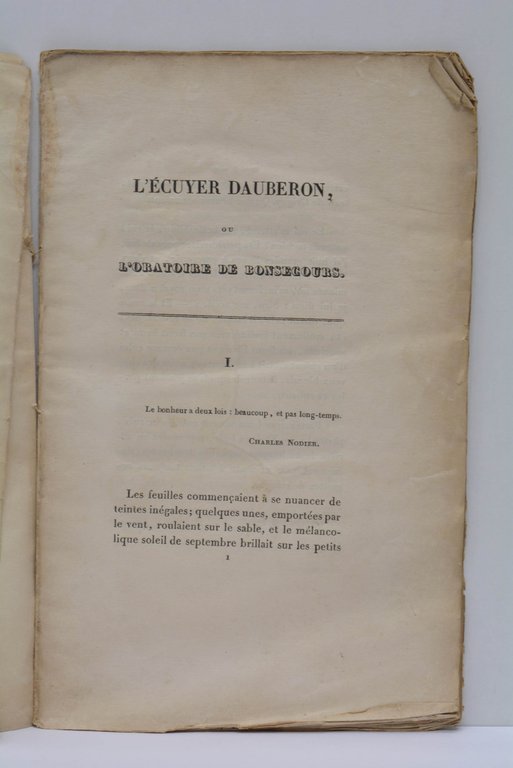 L'ÉCUYER DAUBERON,
OU
L'ORATOIRE DE BONSECOURS.
I.
Le bonheur a deux lois : beaucoup, et pas long-temps.
CHARLES NODIER.
Les feuilles commençaient à se nuancer de
teintes inégales; quelques unes, emportées par
le vent, roulaient sur le sable, et le mélanco-
lique soleil de septembre brillait sur les petits
1